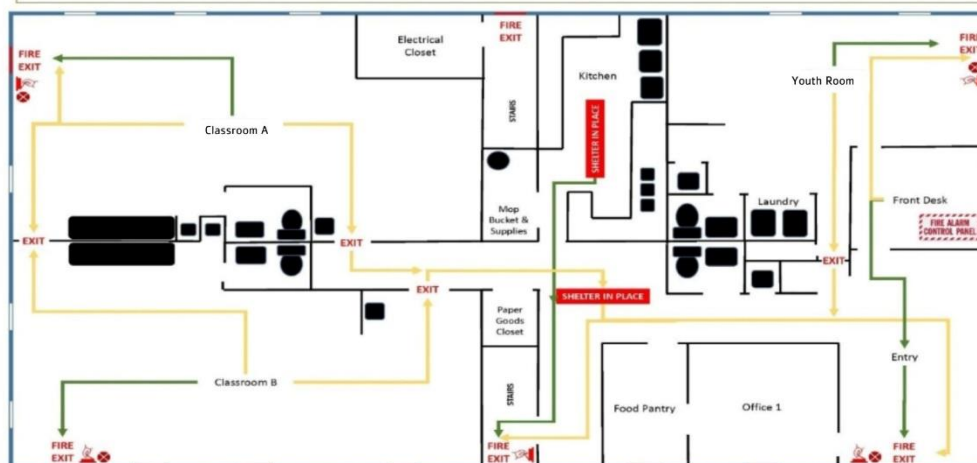 Electrical
Closet
FIRE
EXIT
Kitchen
FIRE
EXIT
FIRE
EXIT
Youth Room
STAIRS
SHELTER IN PLACE
Classroom A
Mop
Bucket &
Supplies
Laundry
Front Desk
FIRE ALARM
CONTROL PANEL
EXIT
EXIT
EXIT
EXIT
SHELTER IN PLACE
Paper
Goods
Closet
Entry
Classroom B
STAIRS
Food Pantry
Office 1
FIRE
EXIT
FIRE
EXIT
FIRE
EXIT